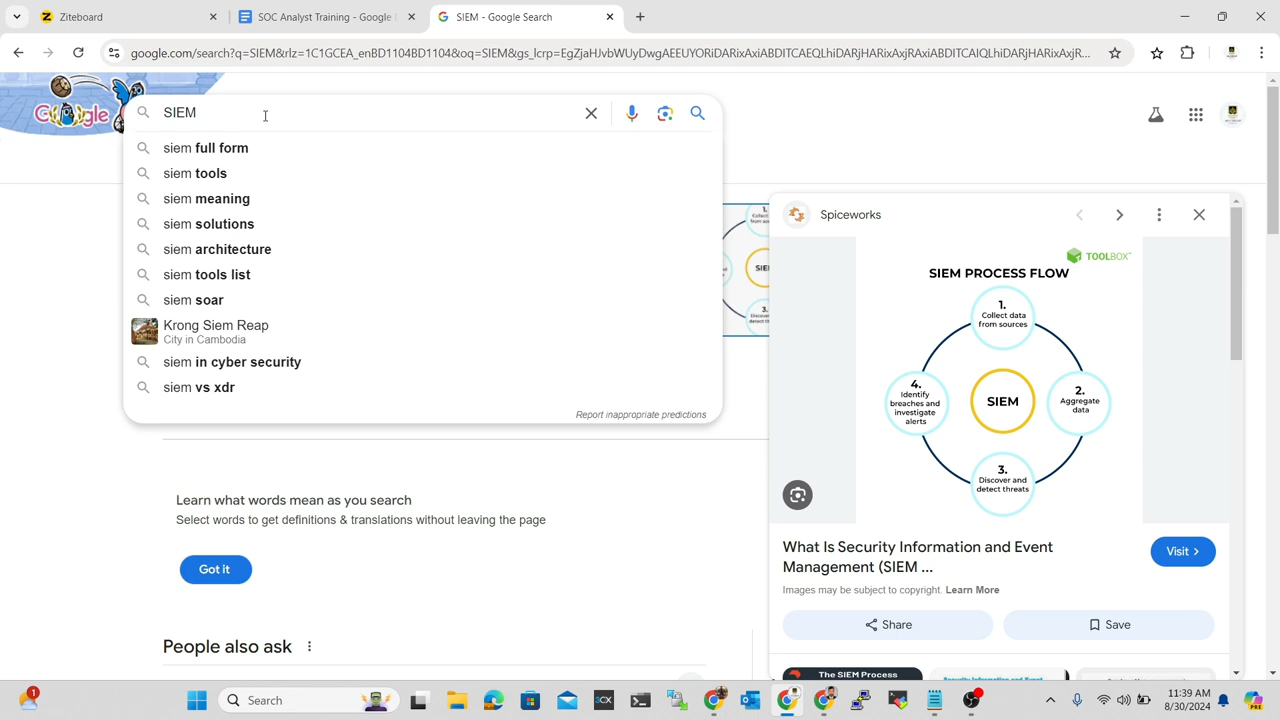 Ziteboard
SOC Analyst Training - Google
SIEM - Google Search
google.com/search?q=SIEM&rlz=1C1GCEA_enBD1104BD1104&oq=SIEM&gs_lcrp=EgZjaHJvbWUyDwgAEEUYORiDARixAxiABDITCAEQLhiDARjHARixAxjRAxiABDITCAIQLhiDARjHARixAxjR...
Google
SIEM
siem full form
siem tools
siem meaning
siem solutions
siem architecture
siem tools list
siem soar
Krong Siem Reap
City in Cambodia
siem in cyber security
siem vs xdr
Report inappropriate predictions
Learn what words mean as you search
Select words to get definitions & translations without leaving the page
Got it
People also ask
Spiceworks
TOOLBOX
SIEM PROCESS FLOW
1.
Collect data
from sources
2.
Aggregate
data
3.
Discover and
detect threats
4.
Identify
breaches and
investigate
alerts
SIEM
What Is Security Information and Event
Management (SIEM ...
Visit
Images may be subject to copyright. Learn More
Share
Save
The SIEM Process
Search
11:39 AM
8/30/2024